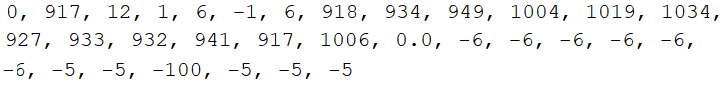 0, 917, 12, 1, 6, -1, 6, 918, 934, 949, 1004, 1019, 1034,
927, 933, 932, 941, 917, 1006, 0.0, -6, -6, -6, -6, -6,
-6, -5, -5, -100, -5, -5, -5